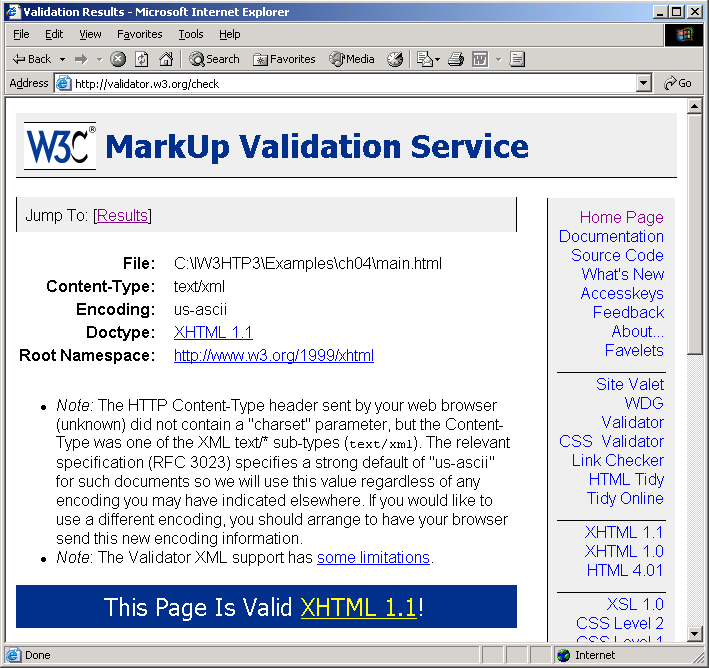 Validation Results - Microsoft Internet Explorer
File Edit View Favorites Tools Help
Back Search Favorites Media
Address http://validator.w3.org/check Go
W3C® MarkUp Validation Service
Jump To: [Results]
File: C:\IW3HTP3\Examples\ch04\main.html
Content-Type: text/xml
Encoding: us-ascii
Doctype: XHTML 1.1
Root Namespace: http://www.w3.org/1999/xhtml
• Note: The HTTP Content-Type header sent by your web browser
(unknown) did not contain a "charset" parameter, but the Content-
Type was one of the XML text/* sub-types (text/xml). The relevant
specification (RFC 3023) specifies a strong default of "us-ascii"
for such documents so we will use this value regardless of any
encoding you may have indicated elsewhere. If you would like to
use a different encoding, you should arrange to have your browser
send this new encoding information.
• Note: The Validator XML support has some limitations.
This Page Is Valid XHTML 1.1!
Home Page
Documentation
Source Code
What's New
Accesskeys
Feedback
About...
Favelets
Site Valet
WDG
Validator
CSS Validator
Link Checker
HTML Tidy
Tidy Online
XHTML 1.1
XHTML 1.0
HTML 4.01
XSL 1.0
CSS Level 2
CSS Level 1
Done Internet